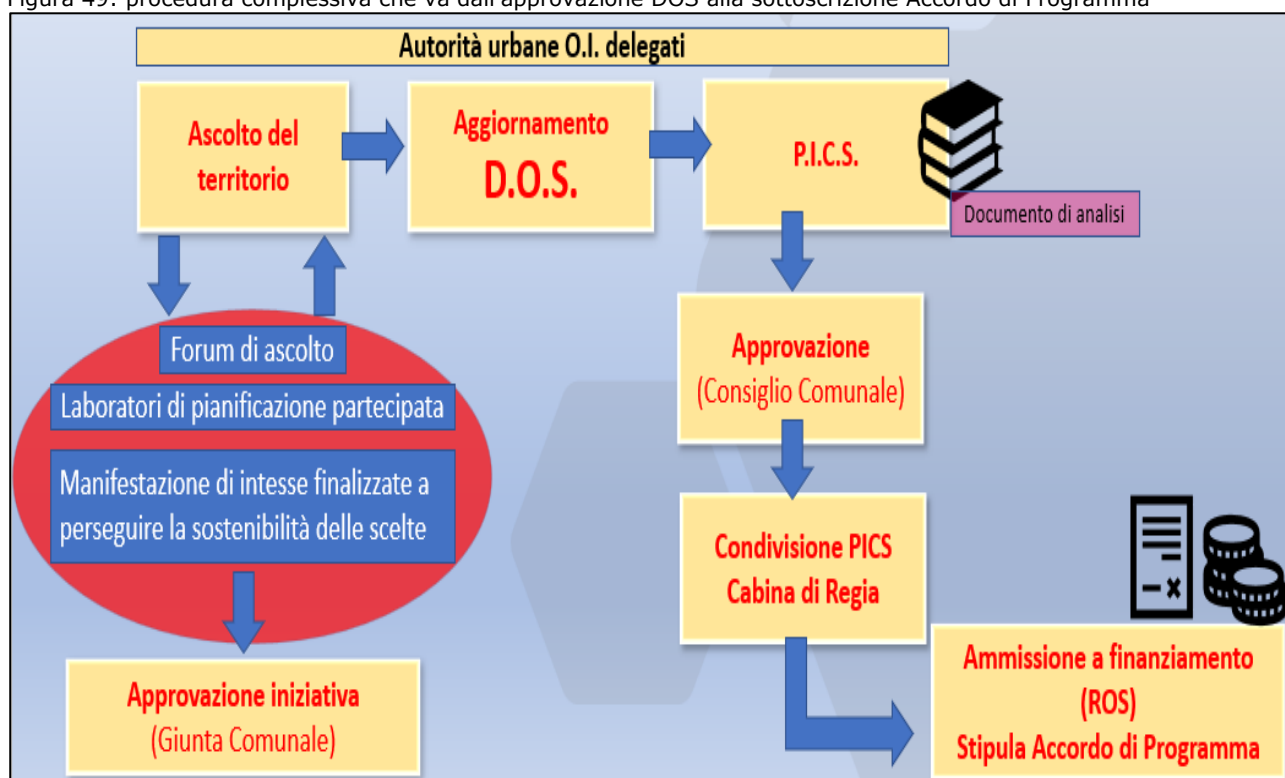 Figura 49: procedura complessiva che va dall'approvazione DOS alla sottoscrizione Accordo di Programma
Autorità urbane O.I. delegati
Ascolto del
territorio
Aggiornamento
D.O.S.
P.I.C.S.
Documento di analisi
Forum di ascolto
Laboratori di pianificazione partecipata
Manifestazione di intesse finalizzate a
perseguire la sostenibilità delle scelte
Approvazione iniziativa
(Giunta Comunale)
Approvazione
(Consiglio Comunale)
Condivisione PICS
Cabina di Regia
Ammissione a finanziamento
(ROS)
Stipula Accordo di Programma